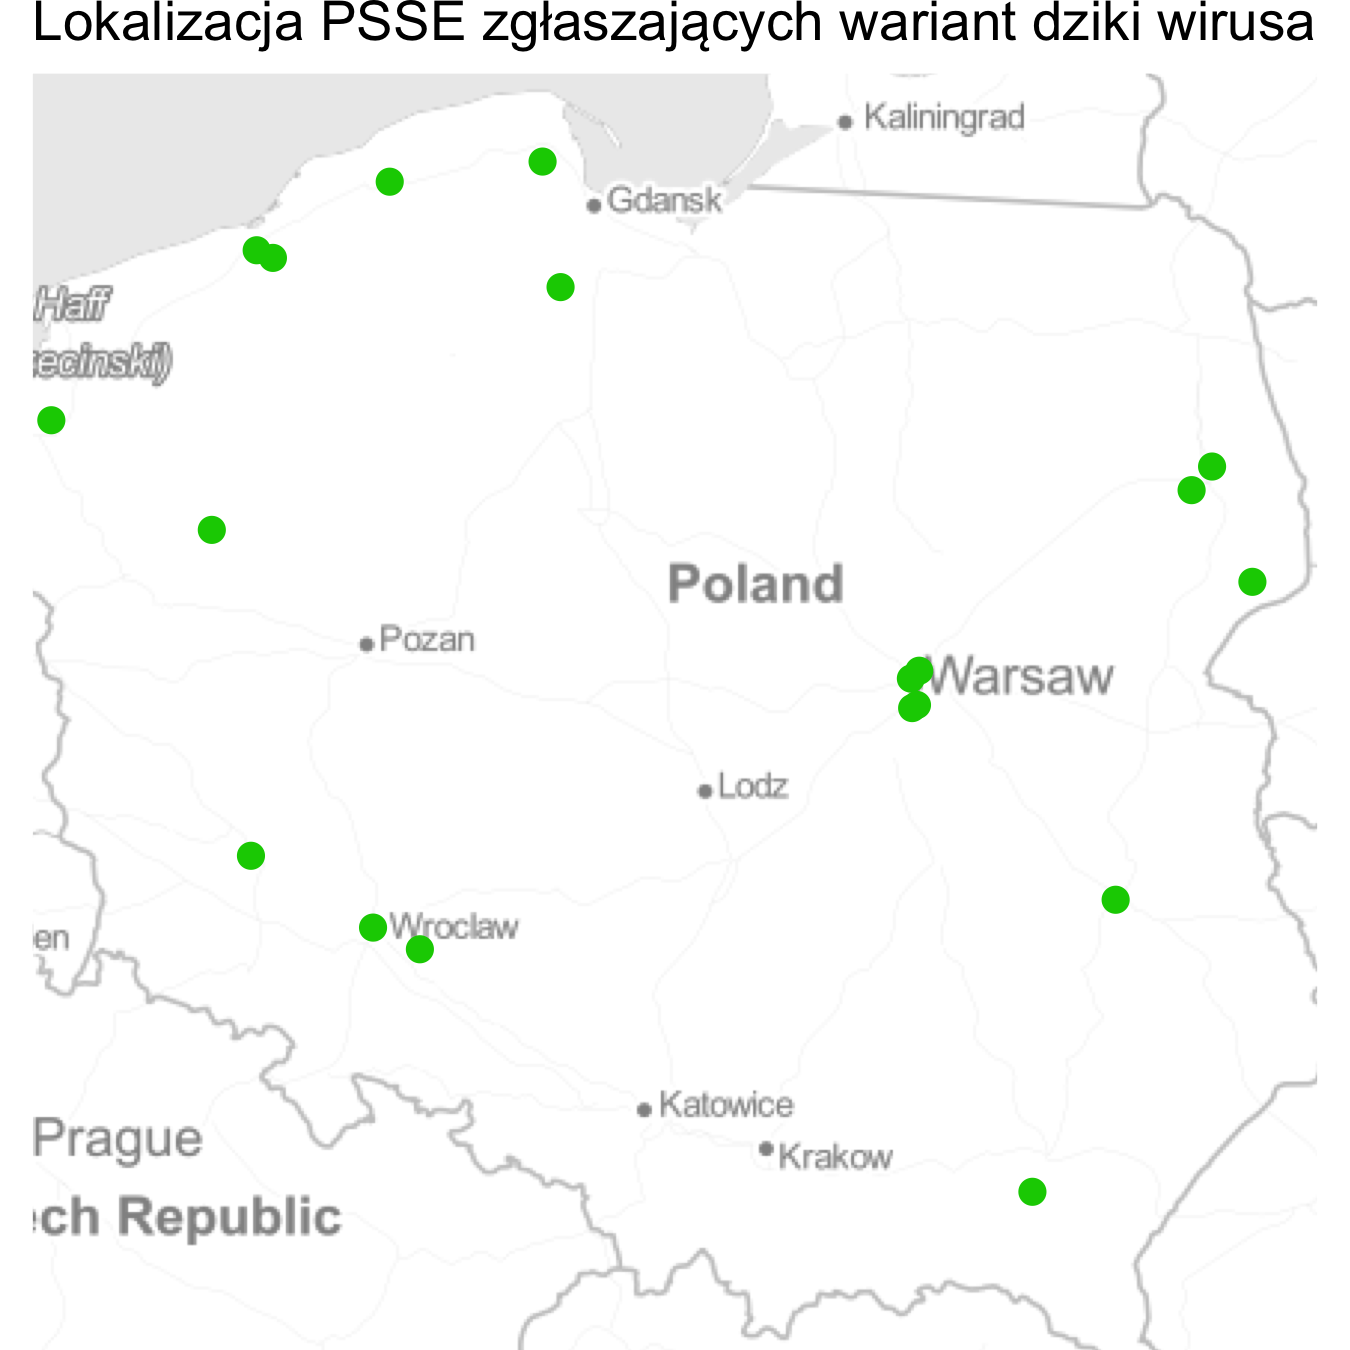 Lokalizacja PSSE zgłaszających wariant dziki wirusa
Kaliningrad
Gdansk
Haff
zecinski)
Poland
Pozan
Warsaw
Lodz
Wroclaw
en
Katowice
Prague
Krakow
ech Republic